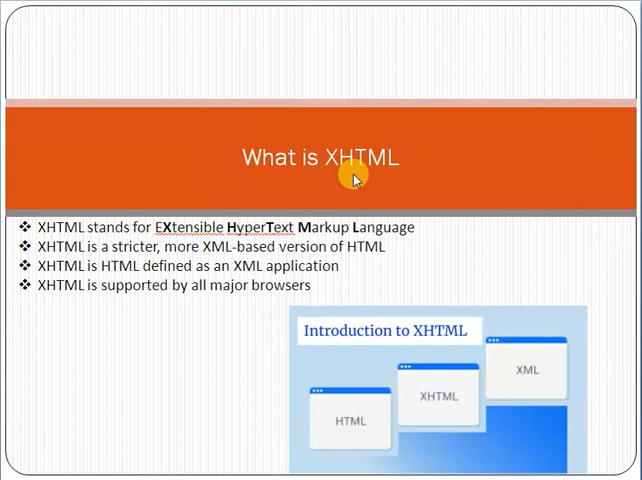 What is XHTML
❖ XHTML stands for EXtensible HyperText Markup Language
❖ XHTML is a stricter, more XML-based version of HTML
❖ XHTML is HTML defined as an XML application
❖ XHTML is supported by all major browsers
Introduction to XHTML
XML
XHTML
HTML